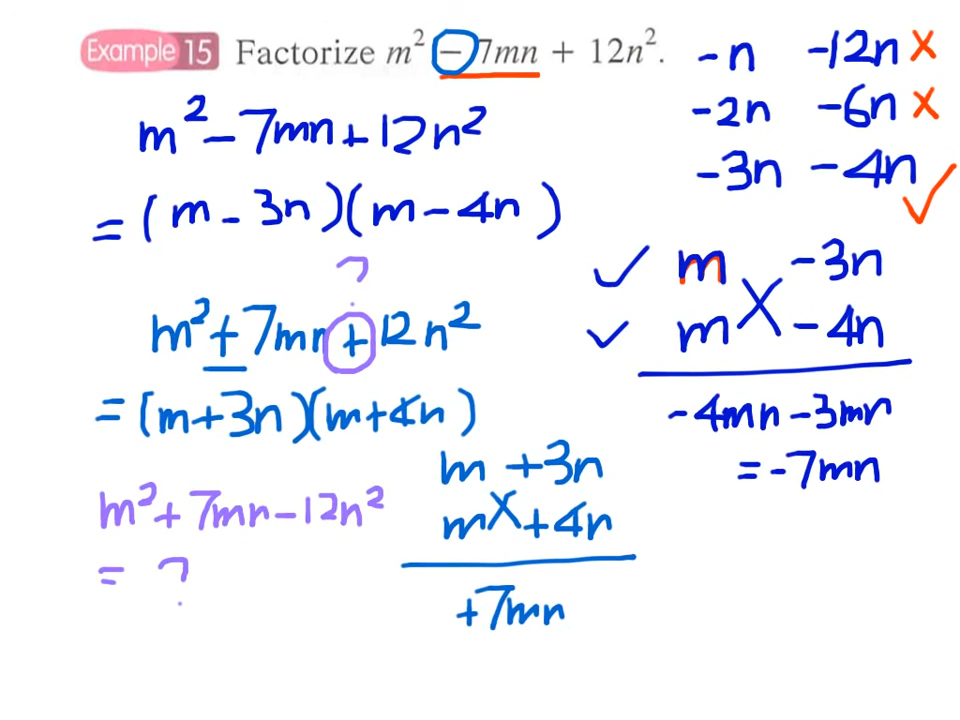 Example 15 Factorize m² − 7mn + 12n².
m² − 7mn + 12n²
= (m − 3n)(m − 4n)
?
m² + 7mn + 12n²
= (m + 3n)(m + 4n)
m² + 7mn − 12n²
= ?
m +3n
m × +4n
+7mn
−n −12n ×
−2n −6n ×
−3n −4n ✓
✓ m −3n
✓ m × −4n
−4mn − 3mn
= −7mn